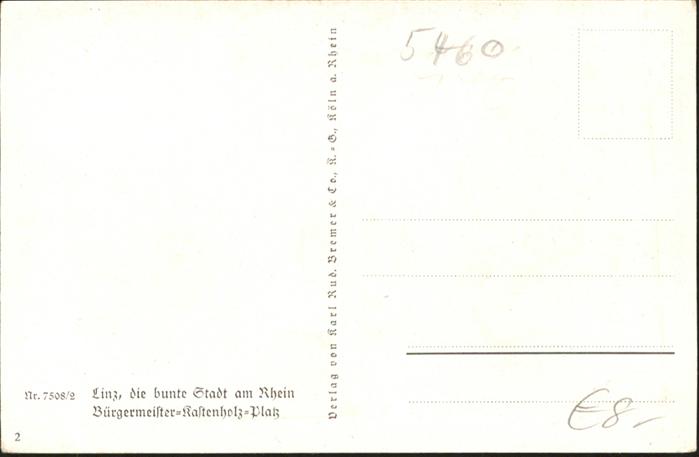 5460
Verlag von Karl Rud. Bremer & Co., K.-G., Köln a. Rhein
Nr. 7508/2 Linz, die bunte Stadt am Rhein
Bürgermeister-Kastenholz-Platz
2
€8,-